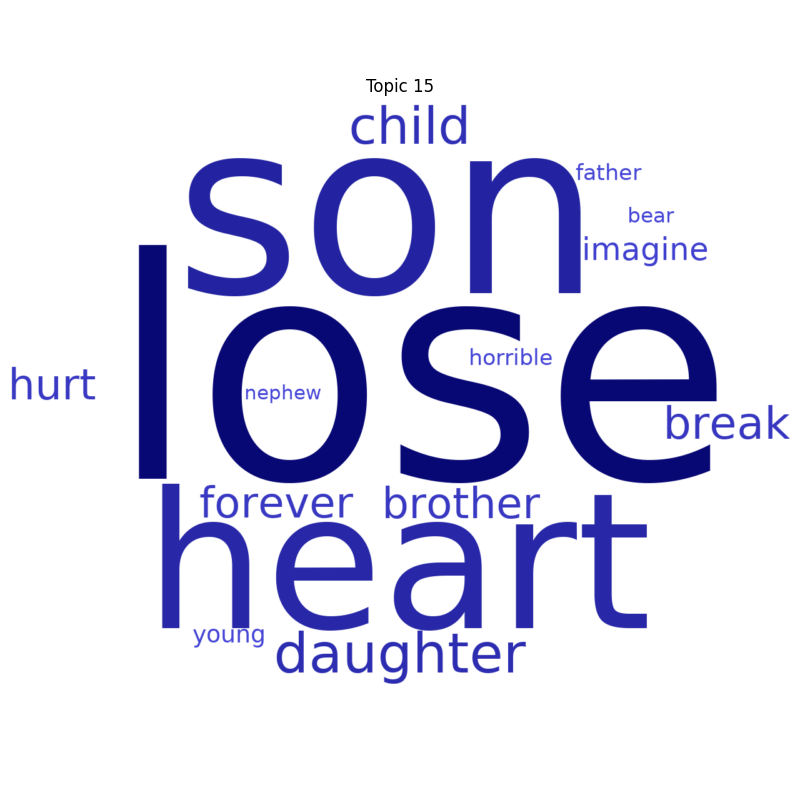 Topic 15
child
son
father
bear
imagine
lose
horrible
hurt
nephew
break
forever brother
heart
young
daughter